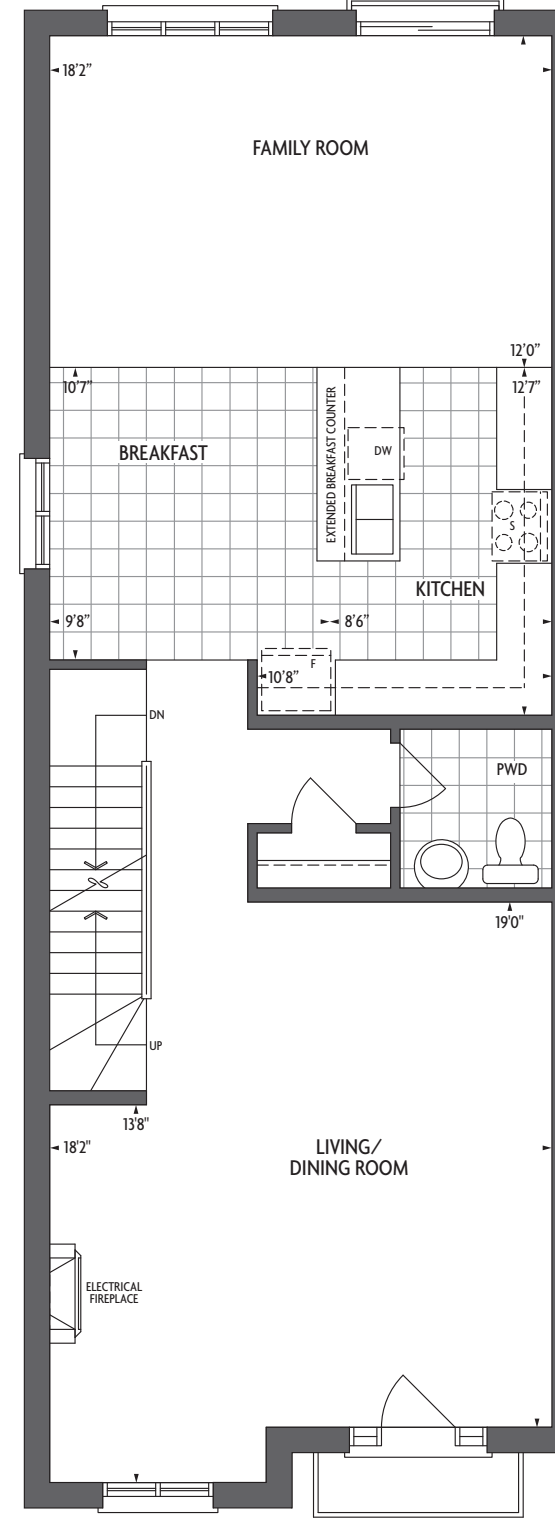 18'2"
FAMILY ROOM
12'0"
10'7"
12'7"
EXTENDED BREAKFAST COUNTER
BREAKFAST
DW
S
KITCHEN
9'8"
8'6"
F
10'8"
DN
PWD
19'0"
UP
13'8"
18'2"
LIVING/
DINING ROOM
ELECTRICAL
FIREPLACE